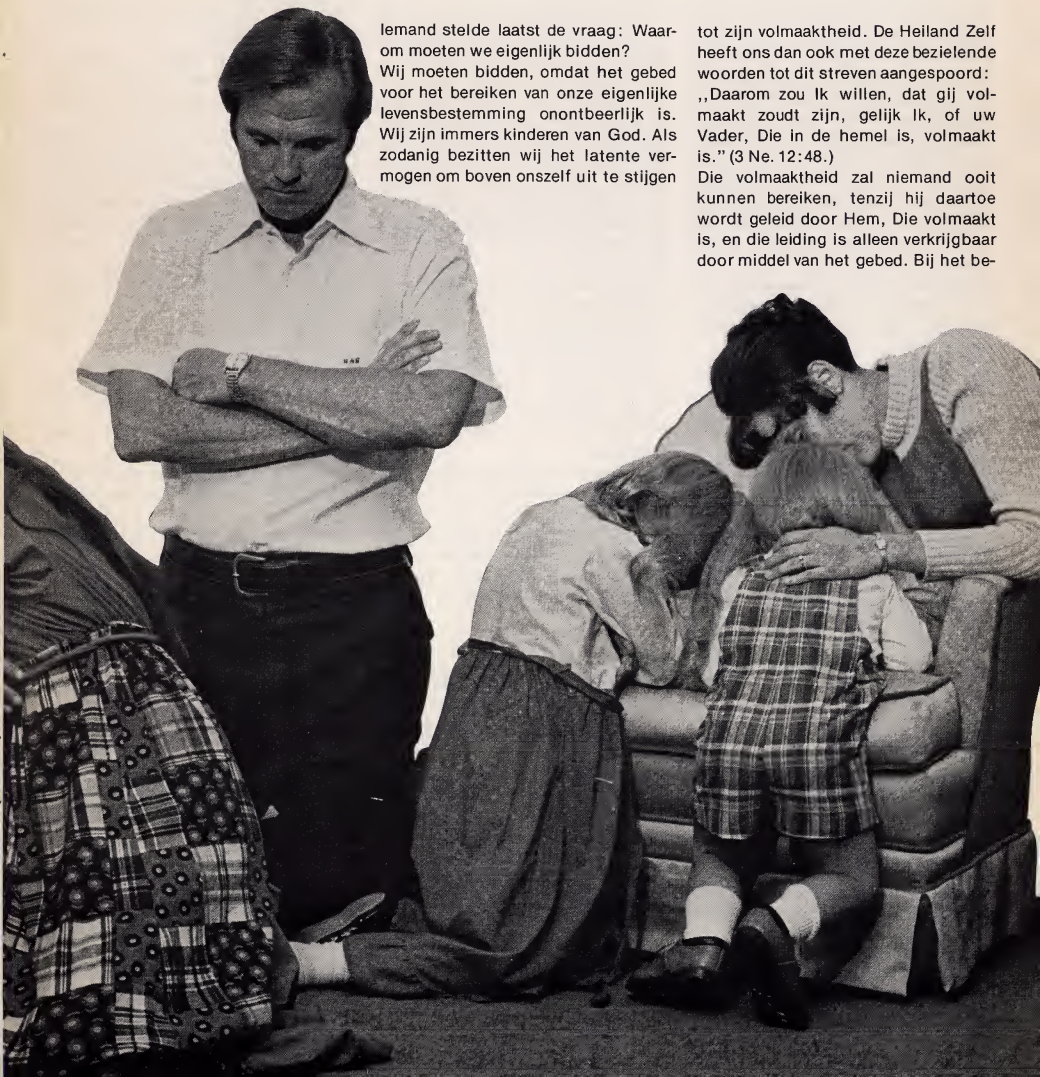 Iemand stelde laatst de vraag: Waar-
om moeten we eigenlijk bidden?
Wij moeten bidden, omdat het gebed
voor het bereiken van onze eigenlijke
levensbestemming onontbeerlijk is.
Wij zijn immers kinderen van God. Als
zodanig bezitten wij het latente ver-
mogen om boven onszelf uit te stijgen
tot zijn volmaaktheid. De Heiland Zelf
heeft ons dan ook met deze bezielende
woorden tot dit streven aangespoord:
,,Daarom zou Ik willen, dat gij vol-
maakt zoudt zijn, gelijk Ik, of uw
Vader, Die in de hemel is, volmaakt
is." (3 Ne. 12:48.)
Die volmaaktheid zal niemand ooit
kunnen bereiken, tenzij hij daartoe
wordt geleid door Hem, Die volmaakt
is, en die leiding is alleen verkrijgbaar
door middel van het gebed. Bij het be-